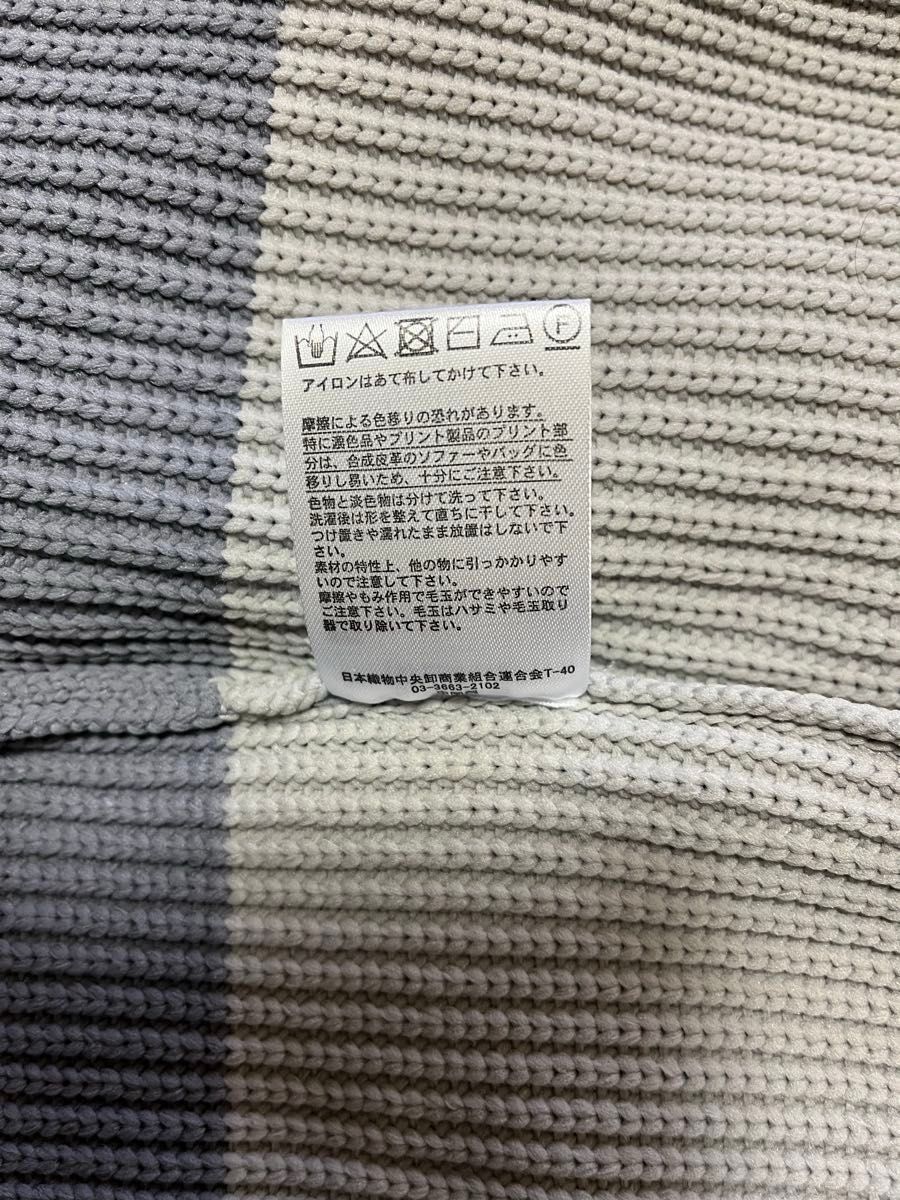 F
アイロンはあて布してかけて下さい。
摩擦による色移りの恐れがあります。
特に濃色品やプリント製品のプリント部
分は、合成皮革のソファーやバッグに色
移りし易いため、十分にご注意下さい。
色物と淡色物は分けて洗って下さい。
洗濯後は形を整えて直ちに干して下さい。
つけ置きや濡れたまま放置はしないで下
さい。
素材の特性上、他の物に引っかかりやす
いので注意して下さい。
摩擦やもみ作用で毛玉ができやすいので
ご注意下さい。毛玉はハサミや毛玉取り
器で取り除いて下さい。
日本織物中央卸商業組合連合会T-40
03-3663-2102